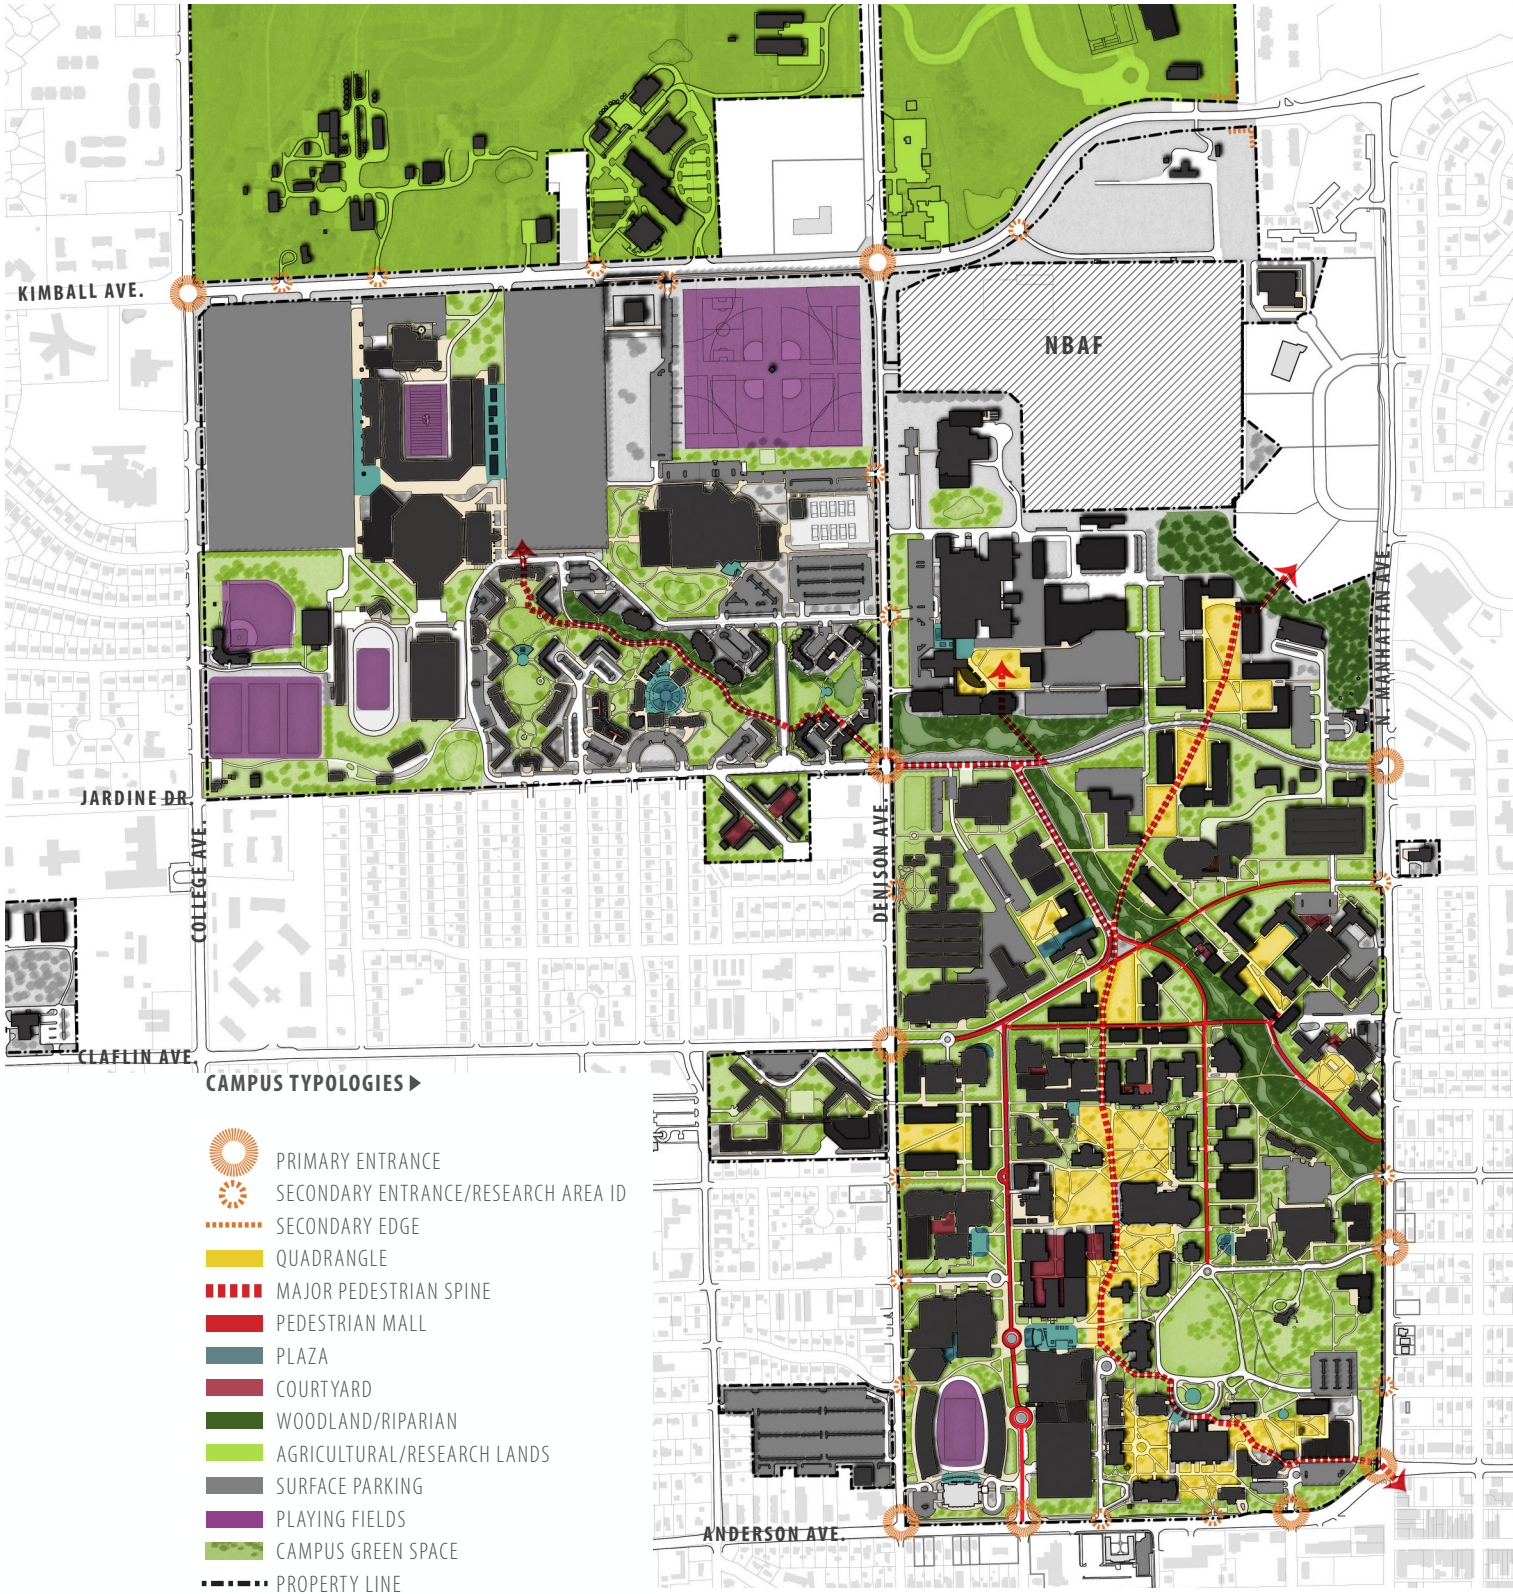 KIMBALL AVE.
NBAF
N MANHATTAN AVE
JARDINE DR.
COLLEGE AVE.
DENISON AVE.
CLAFLIN AVE.
CAMPUS TYPOLOGIES
PRIMARY ENTRANCE
SECONDARY ENTRANCE/RESEARCH AREA ID
SECONDARY EDGE
QUADRANGLE
MAJOR PEDESTRIAN SPINE
PEDESTRIAN MALL
PLAZA
COURTYARD
WOODLAND/RIPARIAN
AGRICULTURAL/RESEARCH LANDS
SURFACE PARKING
PLAYING FIELDS
ANDERSON AVE.
CAMPUS GREEN SPACE
PROPERTY LINE